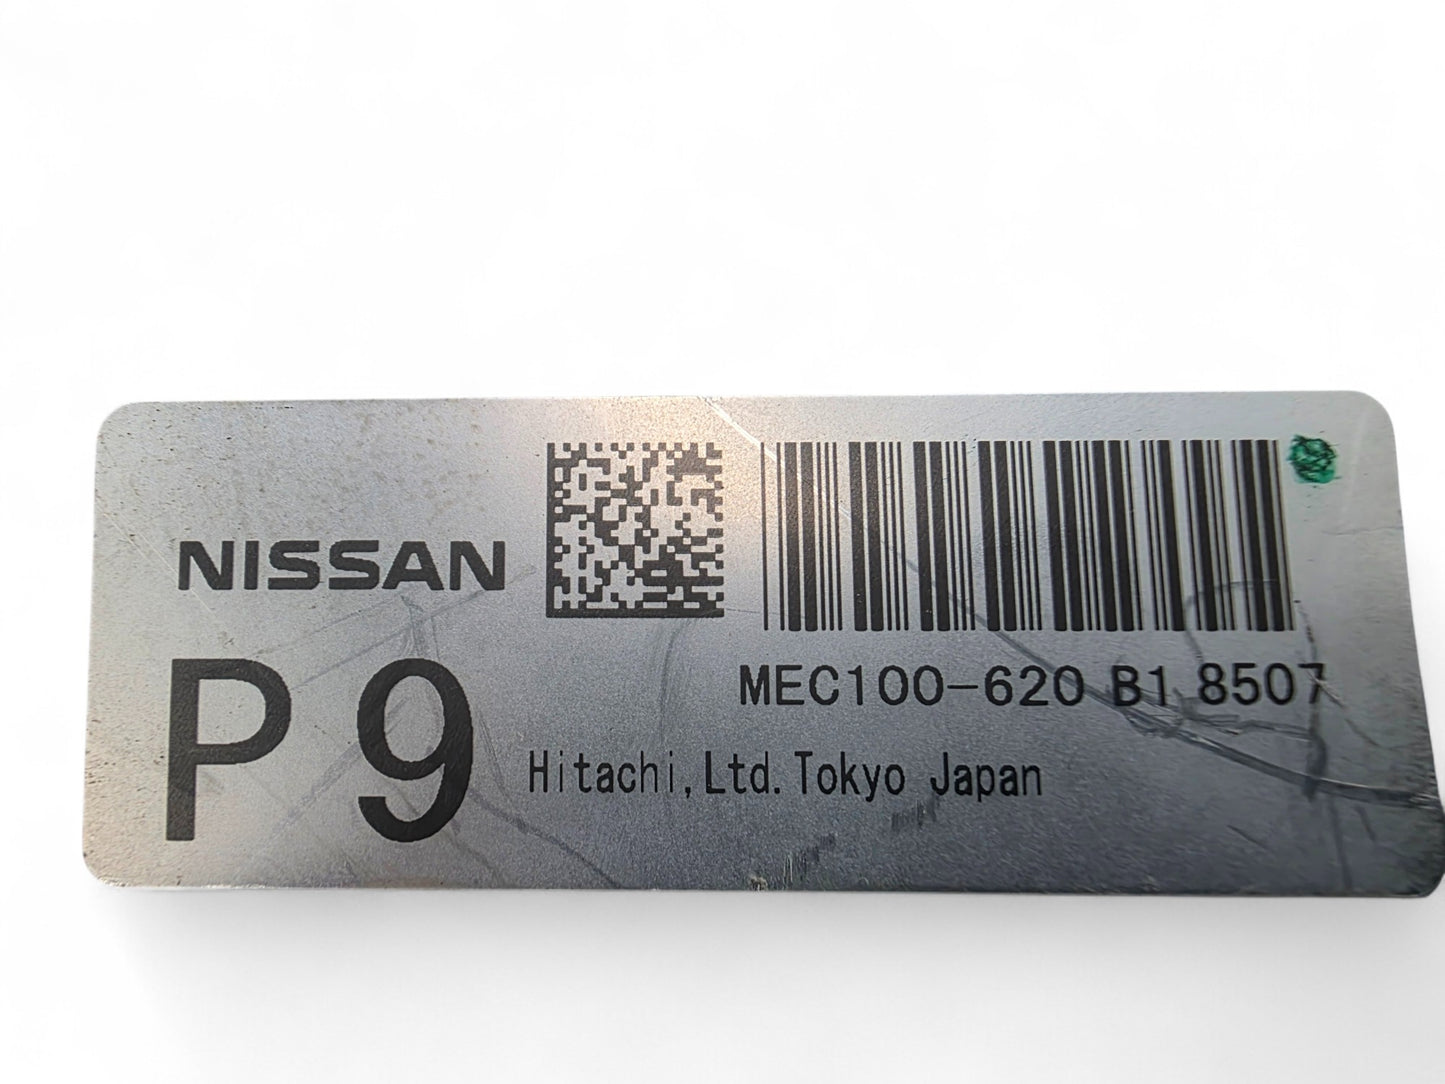 NISSAN
P9
MEC100-620 B1 8507
Hitachi,Ltd.Tokyo Japan